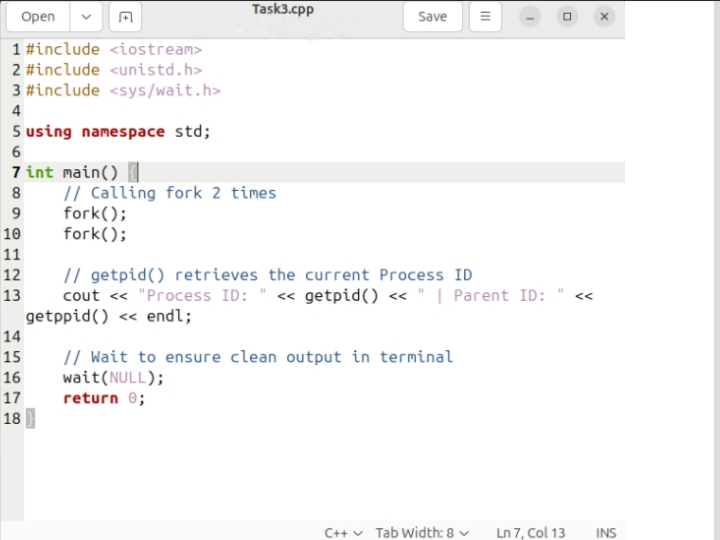 Open
Task3.cpp
Save
1 #include <iostream>
2 #include <unistd.h>
3 #include <sys/wait.h>
4
5 using namespace std;
6
7 int main() {
8     // Calling fork 2 times
9     fork();
10     fork();
11
12     // getpid() retrieves the current Process ID
13     cout << "Process ID: " << getpid() << " | Parent ID: " <<
getppid() << endl;
14
15     // Wait to ensure clean output in terminal
16     wait(NULL);
17     return 0;
18 }
C++ Tab Width: 8 Ln 7, Col 13 INS